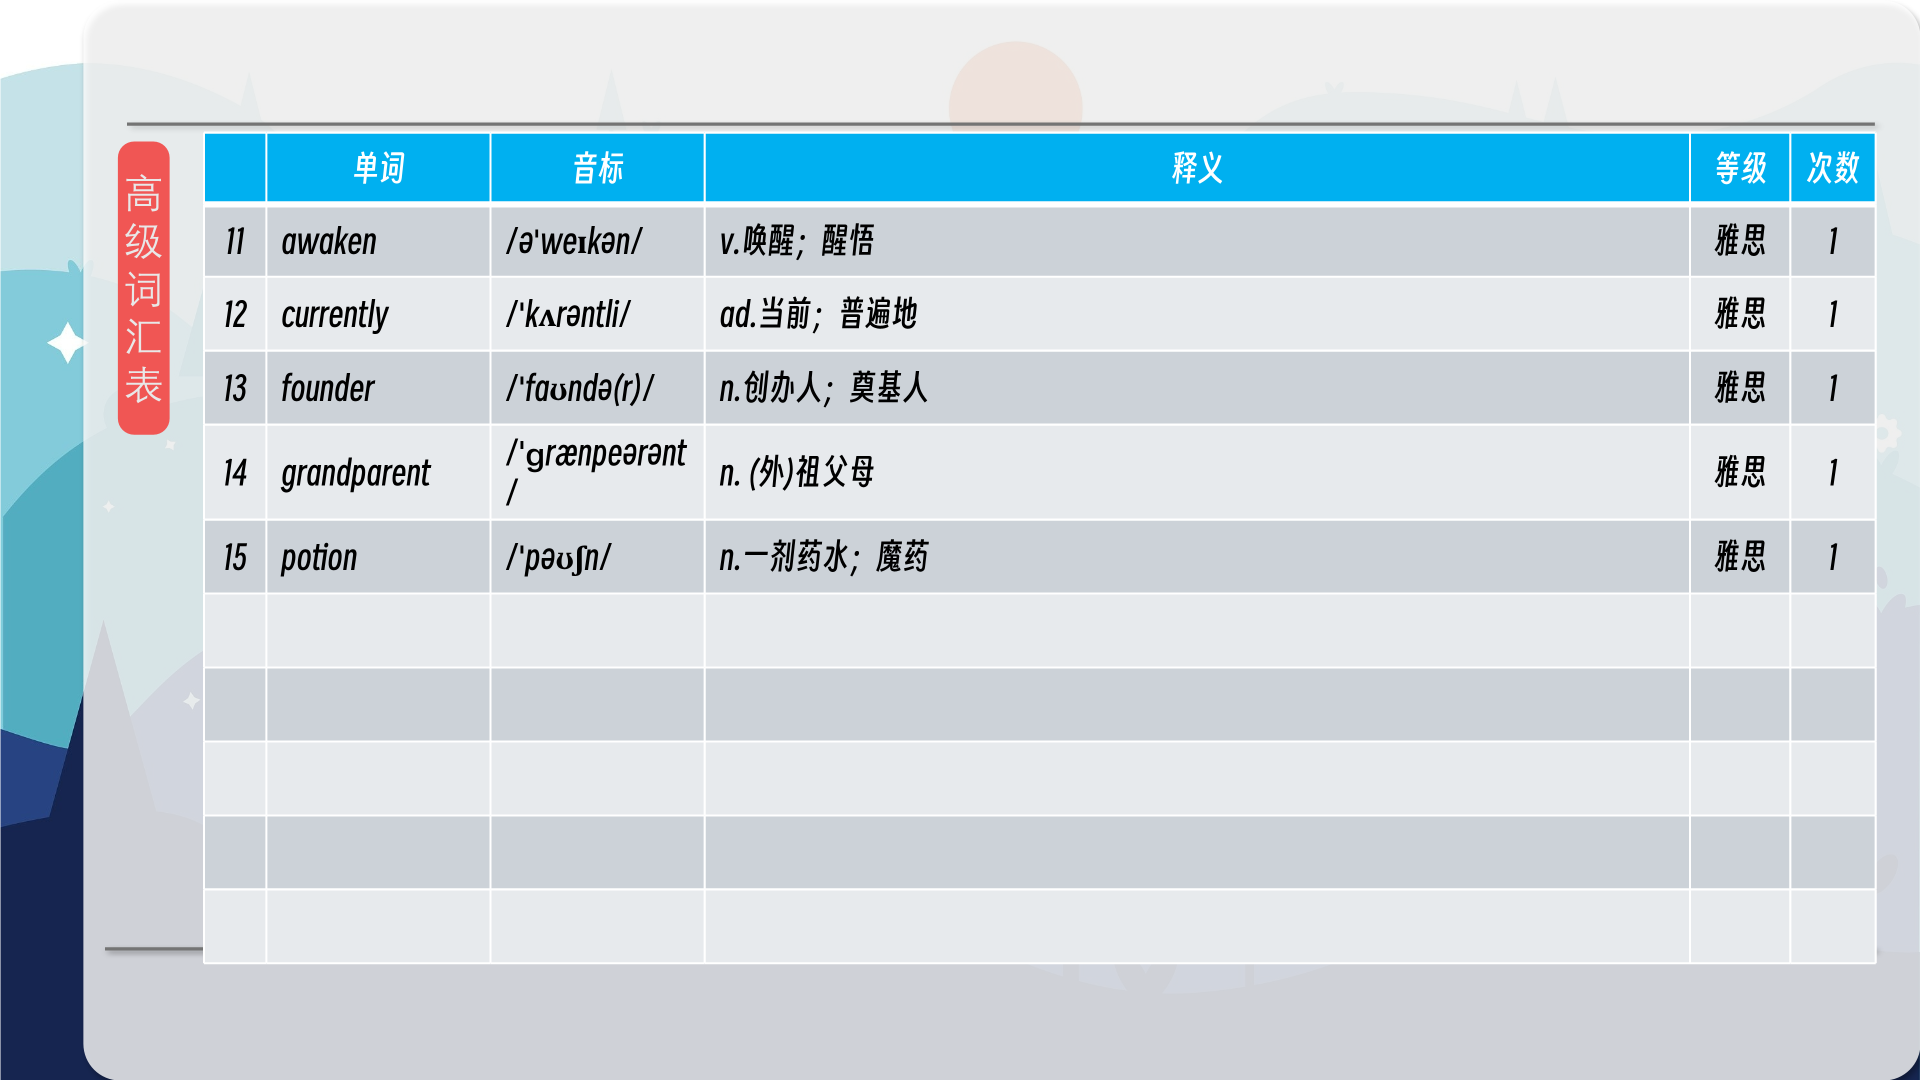 高级词汇表
单词 音标 释义 等级 次数
11 awaken /ə'weɪkən/ v.唤醒；醒悟 雅思 1
12 currently /'kʌrəntli/ ad.当前；普遍地 雅思 1
13 founder /'faʊndə(r)/ n.创办人；奠基人 雅思 1
14 grandparent /'ɡrænpeərənt n. (外)祖父母 雅思 1
/
15 potion /'pəʊʃn/ n.一剂药水；魔药 雅思 1